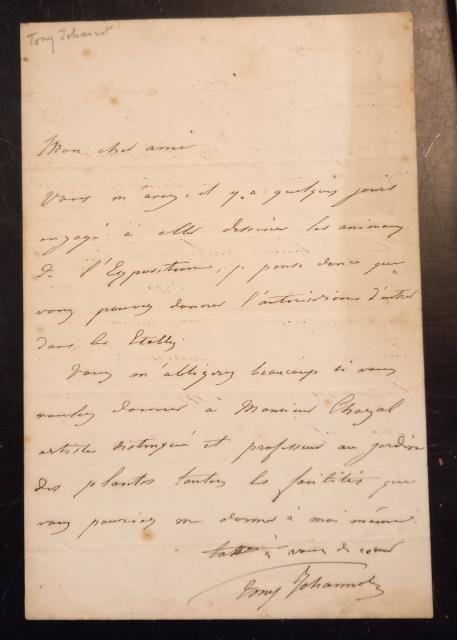 Tony Johannot
Mon cher ami
Vous m'avez, il y a quelques jours
engagé à aller dessiner les animaux
de l'Exposition, je pense donc que
vous pouvez donner l'autorisation d'entrer
dans les Etables.
Vous m'obligerez beaucoup si vous
voulez donner à Monsieur Chazal
artiste distingué et professeur au jardin
des plantes toutes les facilités que
vous pourriez me donner à moi même.
à vous de coeur
Tony Johannot